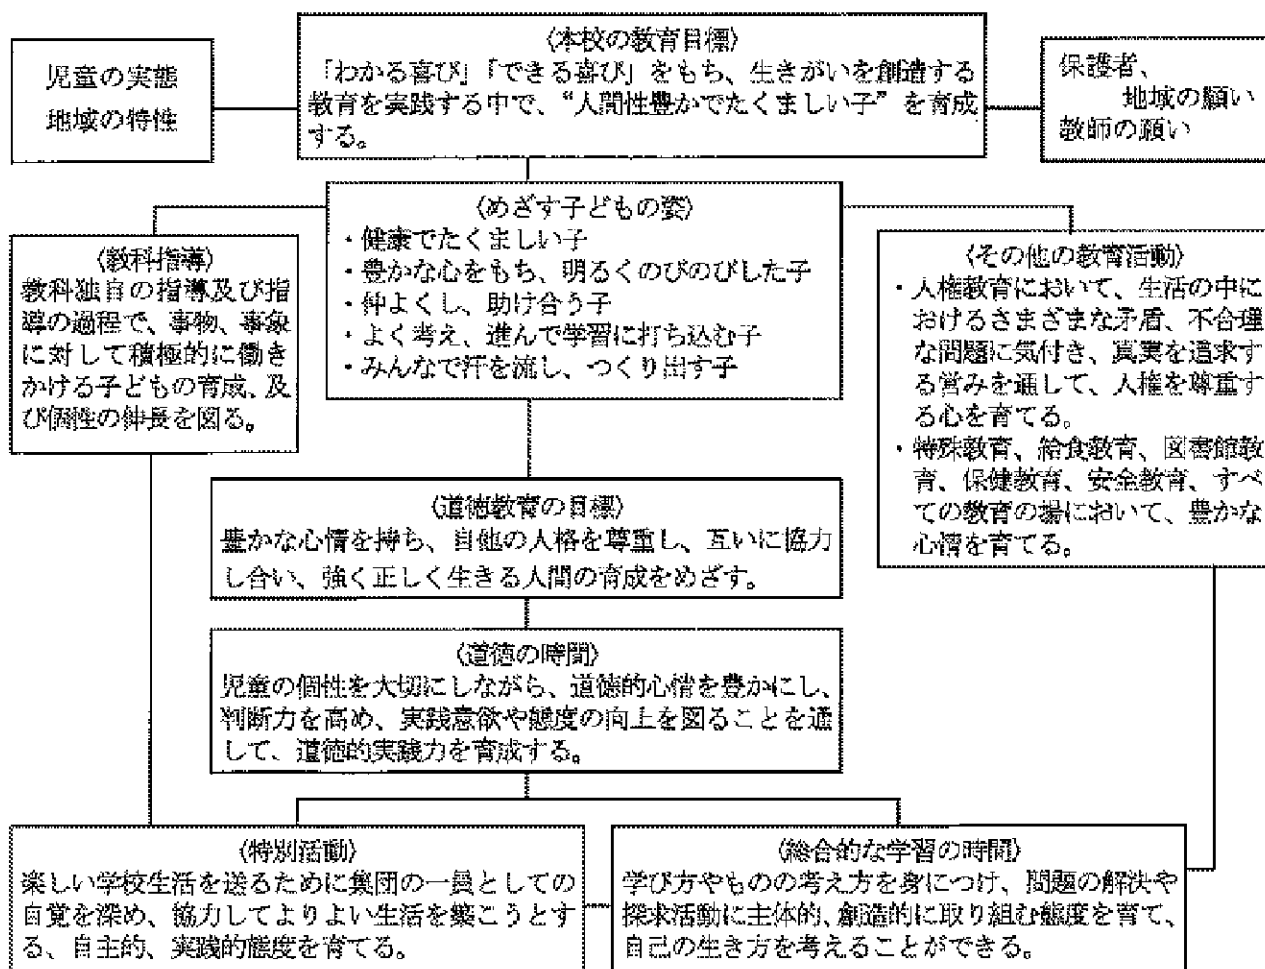 〈本校の教育目標〉
「わかる喜び」「できる喜び」をもち、生きがいを創造する
教育を実践する中で、“人間性豊かでたくましい子”を育成
する。
児童の実態
地域の特性
保護者、
地域の願い
教師の願い
〈めざす子どもの姿〉
・健康でたくましい子
・豊かな心をもち、明るくのびのびした子
・仲よくし、助け合う子
・よく考え、進んで学習に打ち込む子
・みんなで汗を流し、つくり出す子
〈教科指導〉
教科独自の指導及び指
導の過程で、事物、事象
に対して積極的に働き
かける子どもの育成、及
び個性の伸長を図る。
〈その他の教育活動〉
・人権教育において、生活の中に
おけるさまざまな矛盾、不合理
な問題に気付き、真実を追求す
る営みを通して、人権を尊重す
る心を育てる。
・特殊教育、給食教育、図書館教
育、保健教育、安全教育、すべ
ての教育の場において、豊かな
心情を育てる。
〈道徳教育の目標〉
豊かな心情を持ち、自他の人格を尊重し、互いに協力
し合い、強く正しく生きる人間の育成をめざす。
〈道徳の時間〉
児童の個性を大切にしながら、道徳的心情を豊かにし、
判断力を高め、実践意欲や態度の向上を図ることを通
して、道徳的実践力を育成する。
〈特別活動〉
楽しい学校生活を送るために集団の一員としての
自覚を深め、協力してよりよい生活を築こうとす
る、自主的、実践的態度を育てる。
〈総合的な学習の時間〉
学び方やものの考え方を身につけ、問題の解決や
探求活動に主体的、創造的に取り組む態度を育て、
自己の生き方を考えることができる。